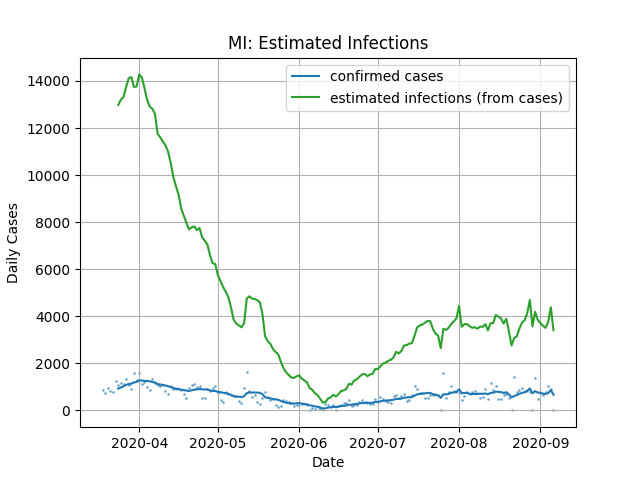 MI: Estimated Infections
confirmed cases
estimated infections (from cases)
Daily Cases
14000
12000
10000
8000
6000
4000
2000
0
2020-04 2020-05 2020-06 2020-07 2020-08 2020-09
Date